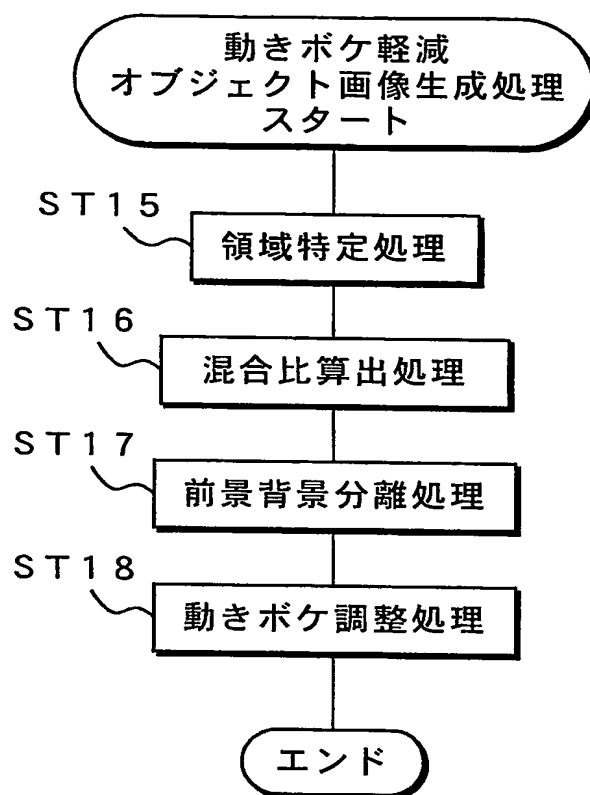 動きボケ軽減
オブジェクト画像生成処理
スタート
ST15
領域特定処理
ST16
混合比算出処理
ST17
前景背景分離処理
ST18
動きボケ調整処理
エンド